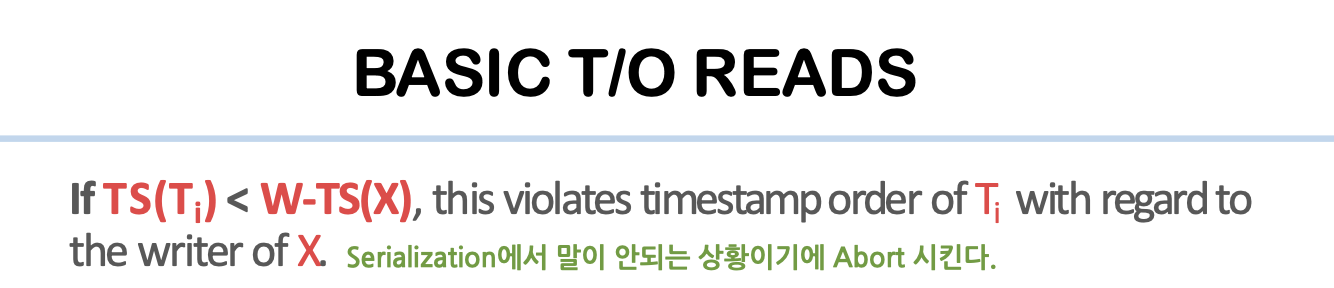 BASIC T/O READS
If TS(Ti) < W-TS(X), this violates timestamp order of Ti with regard to
the writer of X. Serialization에서 말이 안되는 상황이기에 Abort 시킨다.